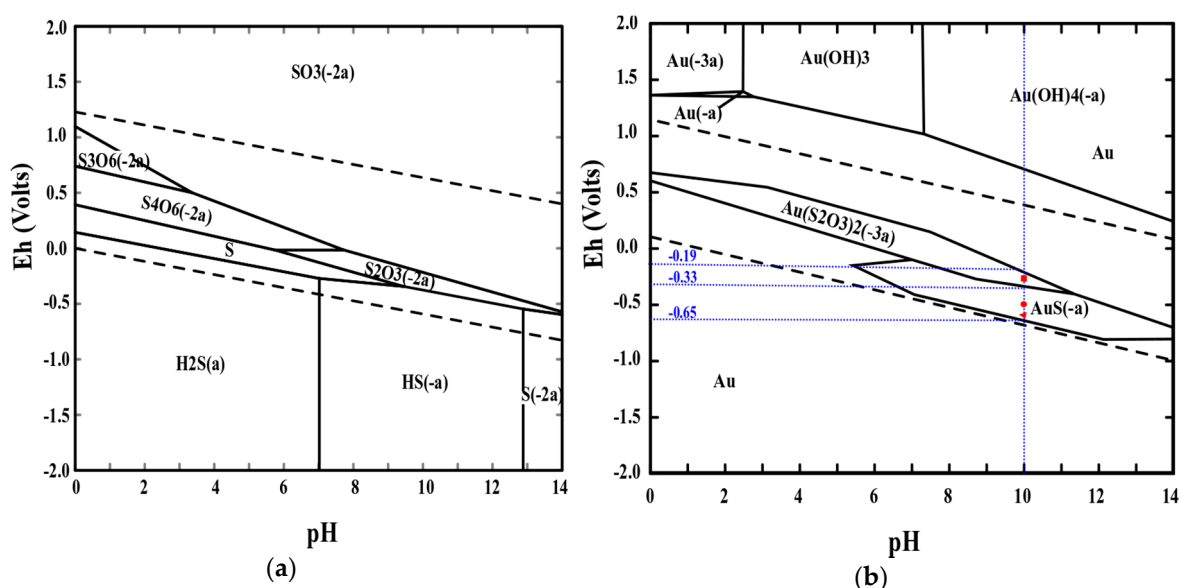 2.0
1.5
1.0
0.5
0.0
-0.5
-1.0
-1.5
-2.0
Eh (Volts)
SO3(-2a)
S3O6(-2a)
S4O6(-2a)
S
S2O3(-2a)
H2S(a)
HS(-a)
S(-2a)
0 2 4 6 8 10 12 14
pH
(a)
2.0
1.5
1.0
0.5
0.0
-0.5
-1.0
-1.5
-2.0
Eh (Volts)
Au(-3a)
Au(OH)3
Au(-a)
Au(OH)4(-a)
Au
Au(S2O3)2(-3a)
-0.19
-0.33
AuS(-a)
-0.65
Au
0 2 4 6 8 10 12 14
pH
(b)